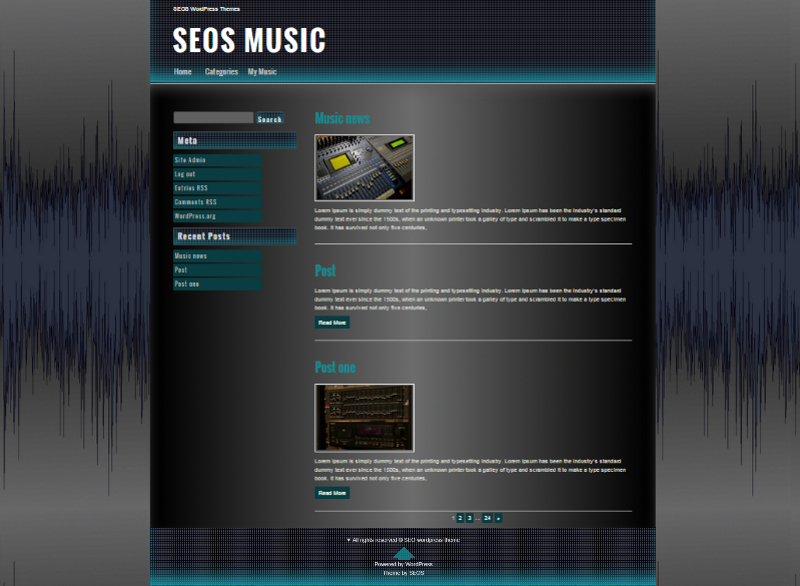 SEOS WordPress Themes
SEOS MUSIC
Home Categories My Music
Search
Meta
Site Admin
Log out
Entries RSS
Comments RSS
WordPress.org
Recent Posts
Music news
Post
Post one
Music news
Lorem Ipsum is simply dummy text of the printing and typesetting industry. Lorem Ipsum has been the industry's standard
dummy text ever since the 1500s, when an unknown printer took a galley of type and scrambled it to make a type specimen
book. It has survived not only five centuries,
Post
Lorem Ipsum is simply dummy text of the printing and typesetting industry. Lorem Ipsum has been the industry's standard
dummy text ever since the 1500s, when an unknown printer took a galley of type and scrambled it to make a type specimen
book. It has survived not only five centuries,
Read More
Post one
Lorem Ipsum is simply dummy text of the printing and typesetting industry. Lorem Ipsum has been the industry's standard
dummy text ever since the 1500s, when an unknown printer took a galley of type and scrambled it to make a type specimen
book. It has survived not only five centuries,
Read More
1 2 3 ... 24 »
All rights reserved © SEO wordpress theme
Powered by WordPress
Theme by SEOS